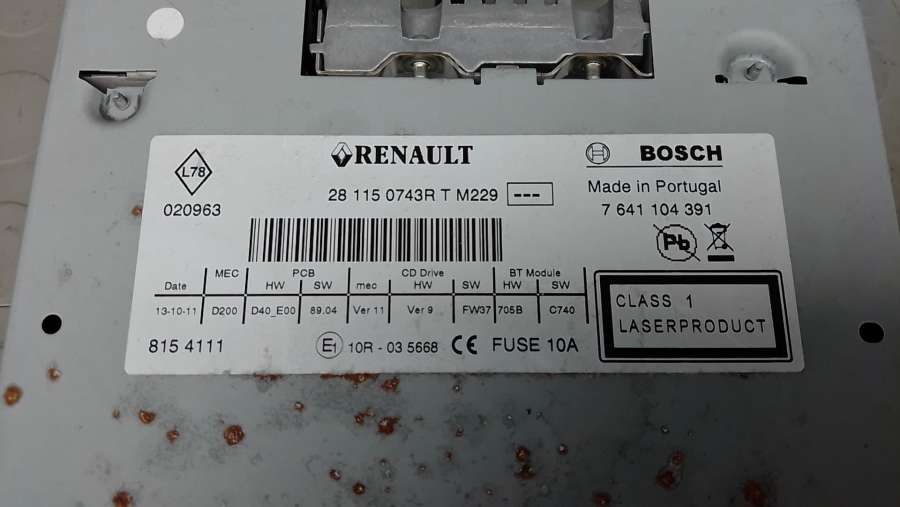 L78
RENAULT
BOSCH
020963
28 115 0743R T M229 ---
Made in Portugal
7 641 104 391
Pb
MEC PCB CD Drive BT Module
Date HW SW mec HW SW HW SW
13-10-11 D200 D40_E00 89.04 Ver 11 Ver 9 FW37 705B C740
CLASS 1
LASERPRODUCT
815 4111
E1 10R - 03 5668 CE FUSE 10A